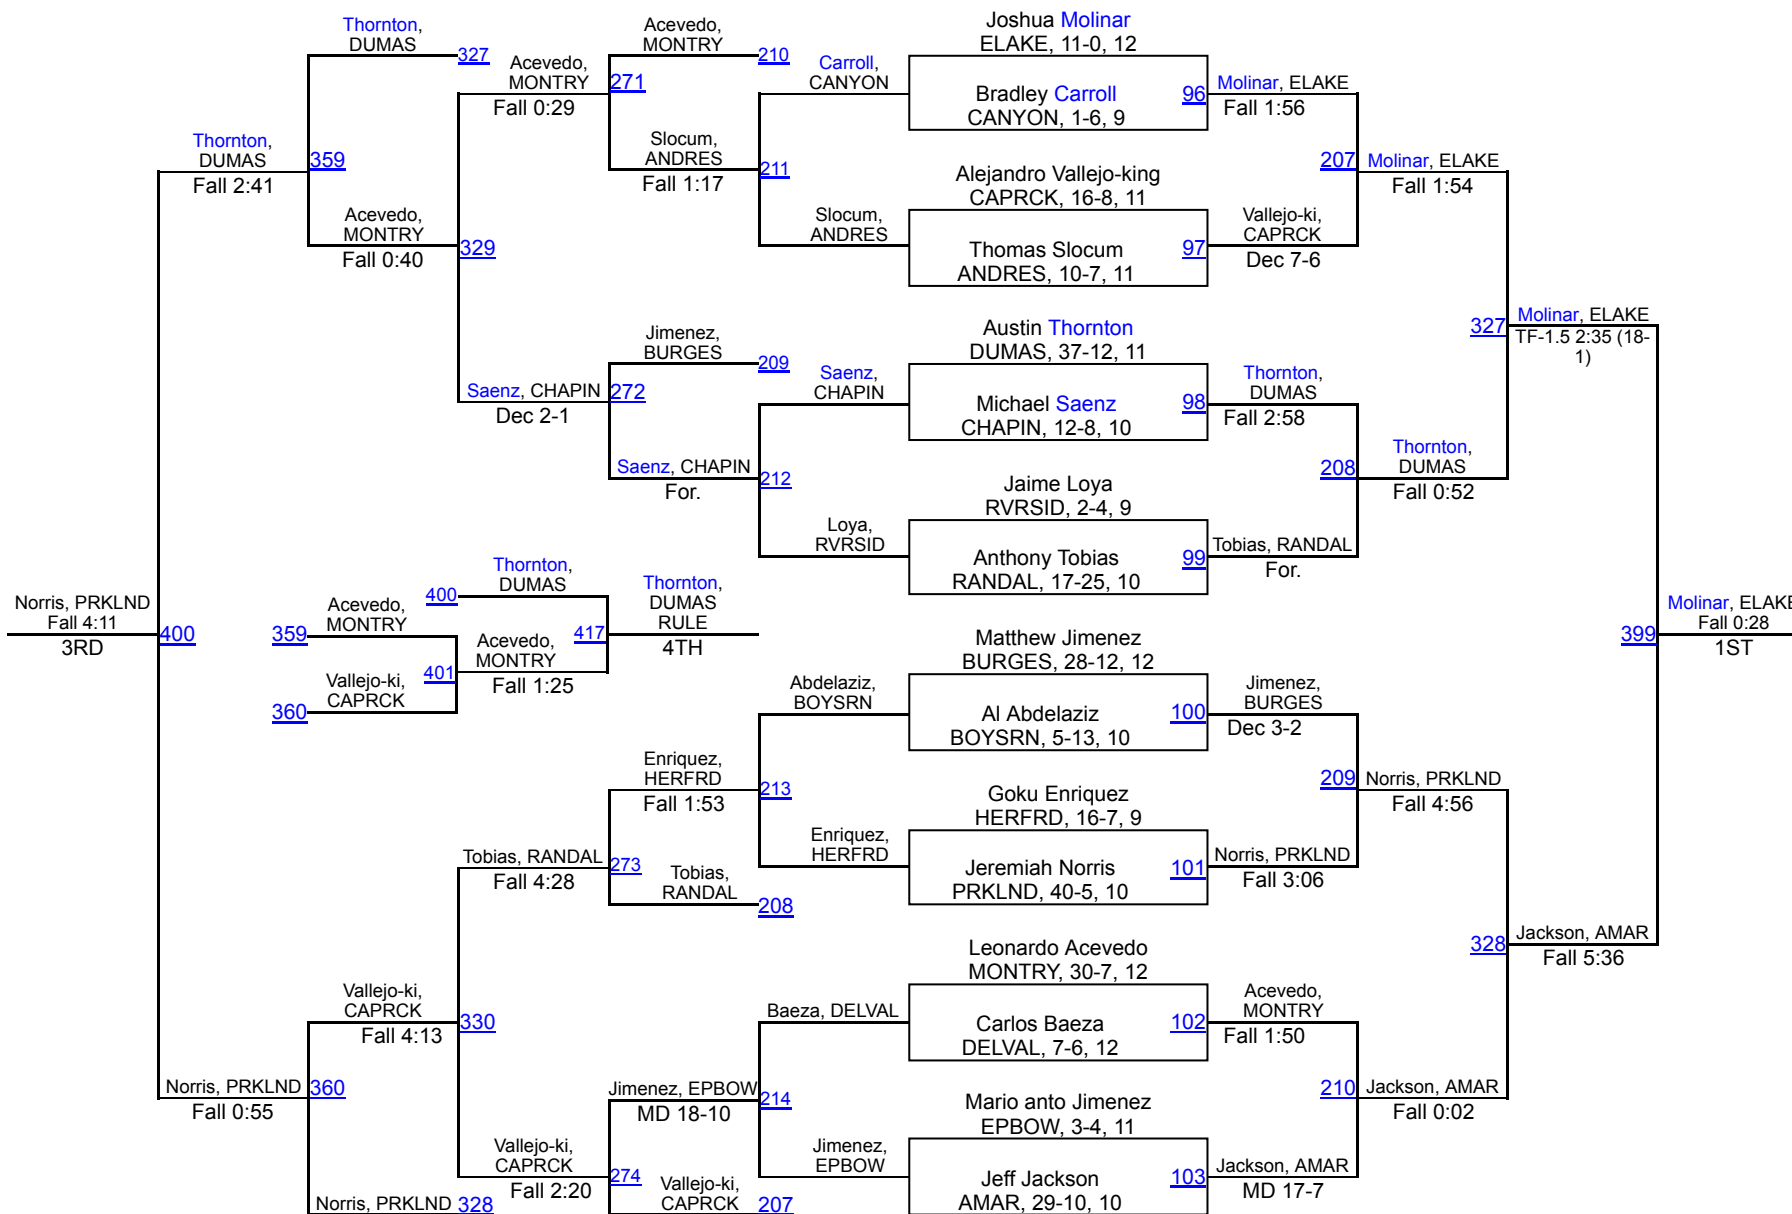 Thornton,
DUMAS
327
Acevedo,
MONTRY
Fall 0:29
271
Acevedo,
MONTRY
210
Carroll,
CANYON
Joshua Molinar
ELAKE, 11-0, 12
Bradley Carroll
CANYON, 1-6, 9
96
Molinar, ELAKE
Fall 1:56
Thornton,
DUMAS
Fall 2:41
359
Slocum,
ANDRES
Fall 1:17
211
Alejandro Vallejo-king
CAPRCK, 16-8, 11
207
Molinar, ELAKE
Fall 1:54
Acevedo,
MONTRY
Fall 0:40
329
Slocum,
ANDRES
Thomas Slocum
ANDRES, 10-7, 11
97
Vallejo-ki,
CAPRCK
Dec 7-6
Jimenez,
BURGES
209
Austin Thornton
DUMAS, 37-12, 11
327
Molinar, ELAKE
TF-1.5 2:35 (18-
1)
Saenz, CHAPIN
Dec 2-1
272
Saenz,
CHAPIN
Michael Saenz
CHAPIN, 12-8, 10
98
Thornton,
DUMAS
Fall 2:58
Saenz, CHAPIN
For.
212
Jaime Loya
RVRSID, 2-4, 9
208
Thornton,
DUMAS
Fall 0:52
Loya,
RVRSID
Anthony Tobias
RANDAL, 17-25, 10
99
Tobias, RANDAL
For.
Norris, PRKLND
Fall 4:11
3RD
400
Thornton,
DUMAS
400
Acevedo,
MONTRY
359
Vallejo-ki,
CAPRCK
360
401
Acevedo,
MONTRY
Fall 1:25
417
Thornton,
DUMAS
RULE
4TH
399
Molinar, ELAKE
Fall 0:28
1ST
Matthew Jimenez
BURGES, 28-12, 12
Abdelaziz,
BOYSRN
Al Abdelaziz
BOYSRN, 5-13, 10
100
Jimenez,
BURGES
Dec 3-2
Enriquez,
HERFRD
Fall 1:53
213
Goku Enriquez
HERFRD, 16-7, 9
209
Norris, PRKLND
Fall 4:56
Tobias, RANDAL
Fall 4:28
273
Enriquez,
HERFRD
Jeremiah Norris
PRKLND, 40-5, 10
101
Norris, PRKLND
Fall 3:06
Tobias,
RANDAL
208
Leonardo Acevedo
MONTRY, 30-7, 12
328
Jackson, AMAR
Fall 5:36
Vallejo-ki,
CAPRCK
Fall 4:13
330
Baeza, DELVAL
Carlos Baeza
DELVAL, 7-6, 12
102
Acevedo,
MONTRY
Fall 1:50
Norris, PRKLND
Fall 0:55
360
Jimenez, EPBOW
MD 18-10
214
Mario anto Jimenez
EPBOW, 3-4, 11
210
Jackson, AMAR
Fall 0:02
Vallejo-ki,
CAPRCK
Fall 2:20
274
Jimenez,
EPBOW
Jeff Jackson
AMAR, 29-10, 10
103
Jackson, AMAR
MD 17-7
Norris, PRKLND
328
Vallejo-ki,
CAPRCK
207